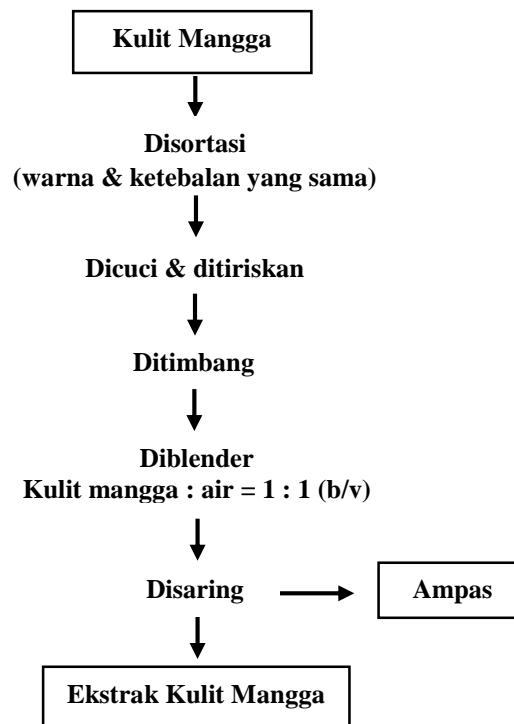 Kulit Mangga
Disortasi
(warna & ketebalan yang sama)
Dicuci & ditiriskan
Ditimbang
Diblender
Kulit mangga : air = 1 : 1 (b/v)
Disaring
Ampas
Ekstrak Kulit Mangga